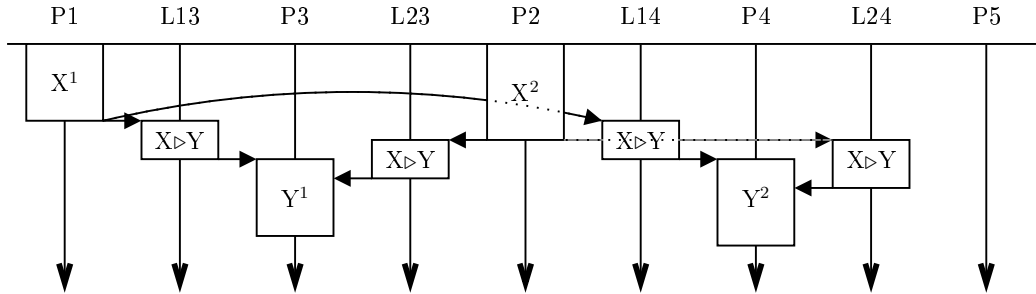 P1 L13 P3 L23 P2 L14 P4 L24 P5
X¹ X²
X▷Y X▷Y X▷Y X▷Y
Y¹ Y²